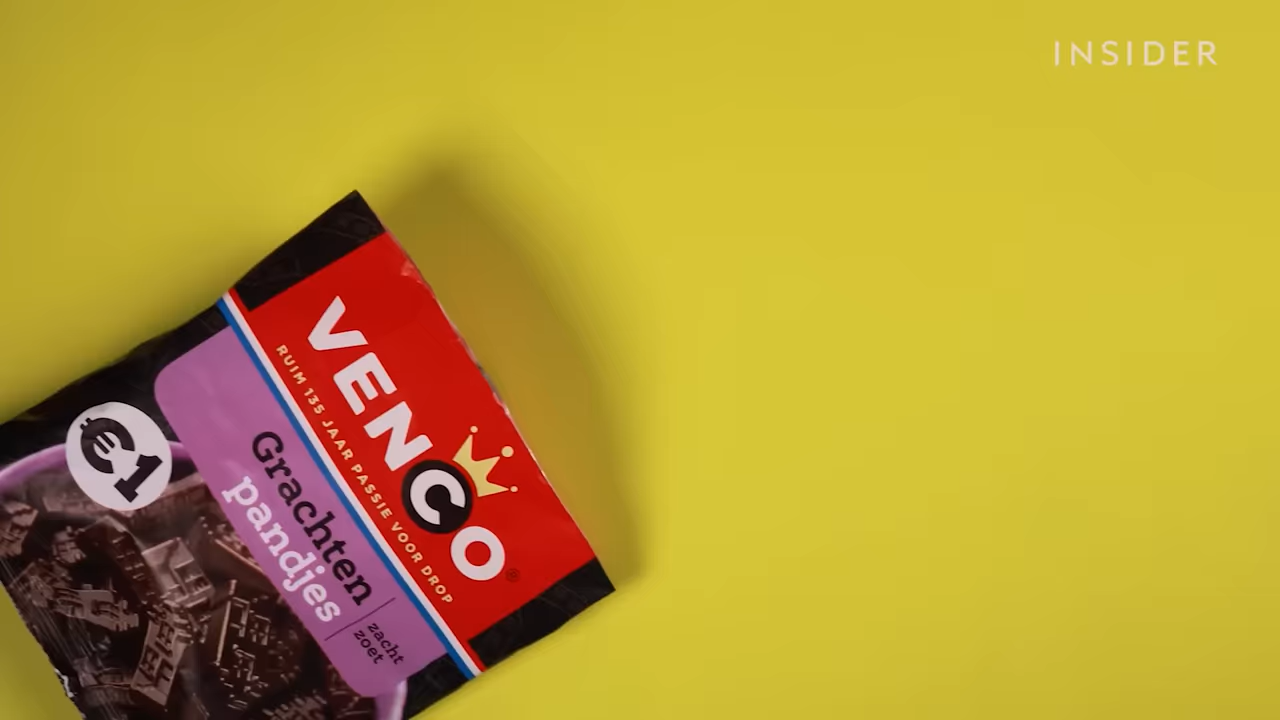 INSIDER
VENCO
RUIM 135 JAAR PASSIE VOOR DROP
Grachten
pandjes
zacht
zoet
€1